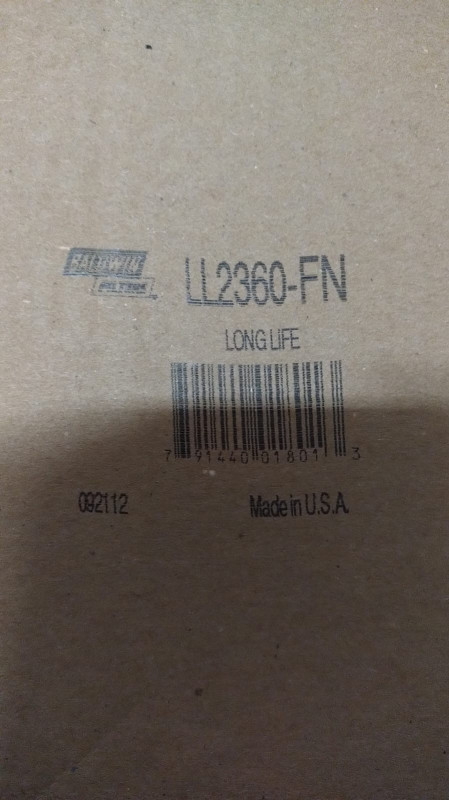 BALDWIN
FILTERS
LL2360-FN
LONG LIFE
7 91440 01801 3
092112
Made in U.S.A.